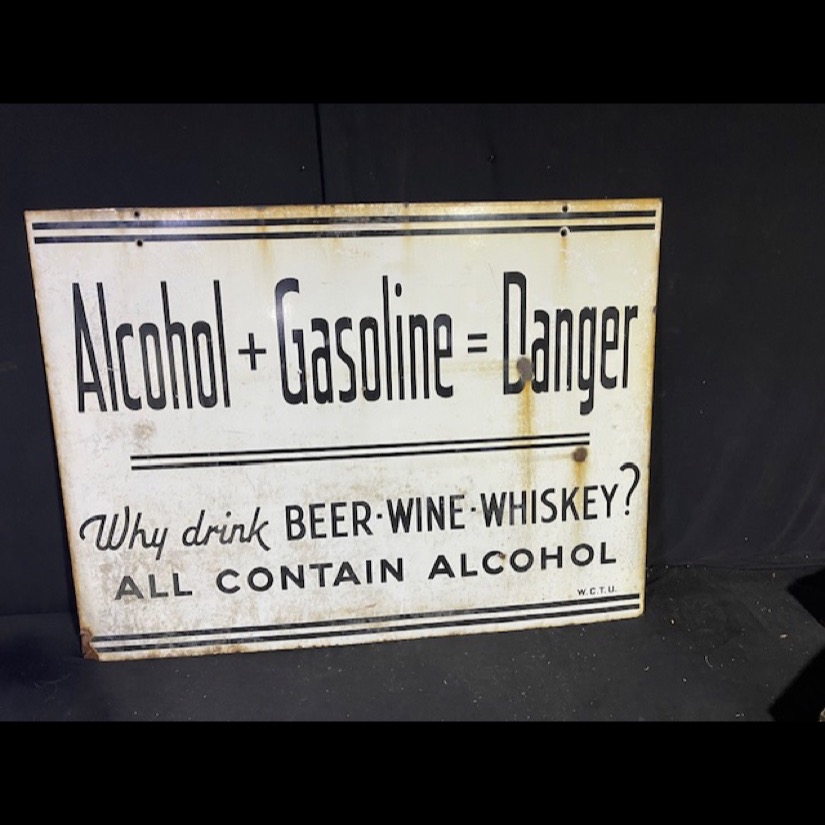 Alcohol + Gasoline = Danger
Why drink BEER·WINE·WHISKEY?
ALL CONTAIN ALCOHOL
W.C.T.U.